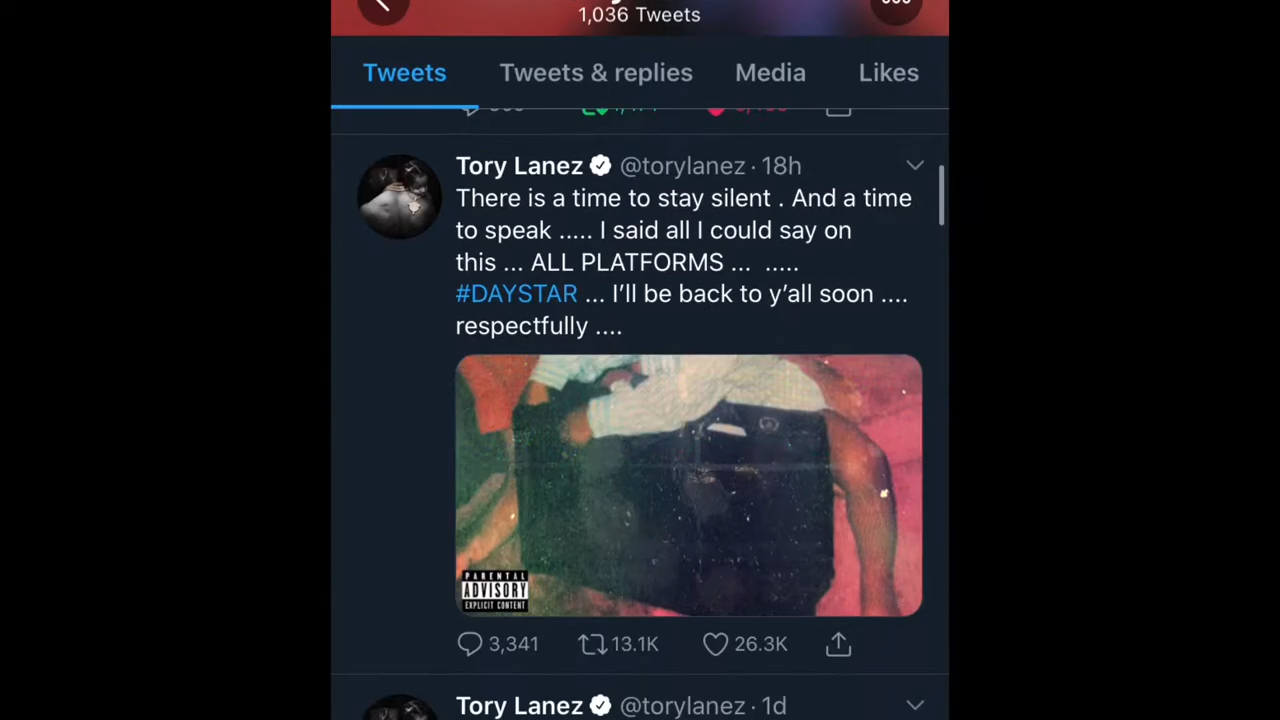 1,036 Tweets
Tweets
Tweets & replies
Media
Likes
Tory Lanez @torylanez · 18h
There is a time to stay silent . And a time
to speak ..... I said all I could say on
this ... ALL PLATFORMS ... .....
#DAYSTAR ... I’ll be back to y’all soon ....
respectfully ....
PARENTAL
ADVISORY
EXPLICIT CONTENT
3,341
13.1K
26.3K
Tory Lanez @torylanez · 1d